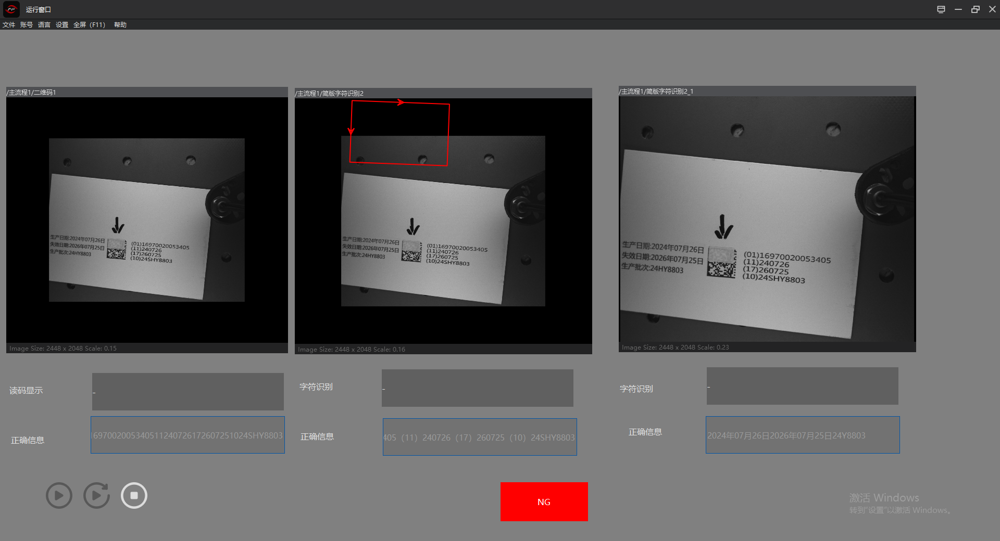 运行窗口
文件 账号 语言 设置 全屏（F11） 帮助
/主流程1/二维码1
生产日期:2024年07月26日
失效日期:2026年07月25日
生产批次:24HY8803
(01)16970020053405
(11)240726
(17)260725
(10)24SHY8803
Image Size: 2448 x 2048 Scale: 0.15
/主流程1/简版字符识别2
生产日期:2024年07月26日
失效日期:2026年07月25日
生产批次:24HY8803
(01)16970020053405
(11)240726
(17)260725
(10)24SHY8803
Image Size: 2448 x 2048 Scale: 0.16
/主流程1/简版字符识别2_1
生产日期:2024年07月26日
失效日期:2026年07月25日
生产批次:24HY8803
(01)16970020053405
(11)240726
(17)260725
(10)24SHY8803
Image Size: 2448 x 2048 Scale: 0.23
读码显示
-
字符识别
-
字符识别
-
正确信息
16970020053405112407261726072510​24SHY8803
正确信息
405（11）240726（17）260725（10）24SHY8803
正确信息
2024年07月26日2026年07月25日24Y8803
NG
激活 Windows
转到"设置"以激活 Windows。